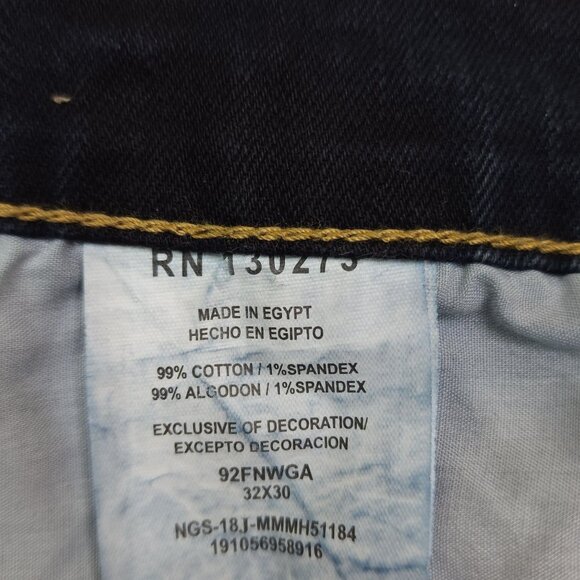 RN 130273
MADE IN EGYPT
HECHO EN EGIPTO
99% COTTON / 1%SPANDEX
99% ALGODON / 1%SPANDEX
EXCLUSIVE OF DECORATION/
EXCEPTO DECORACION
92FNWGA
32X30
NGS-18J-MMMH51184
191056958916